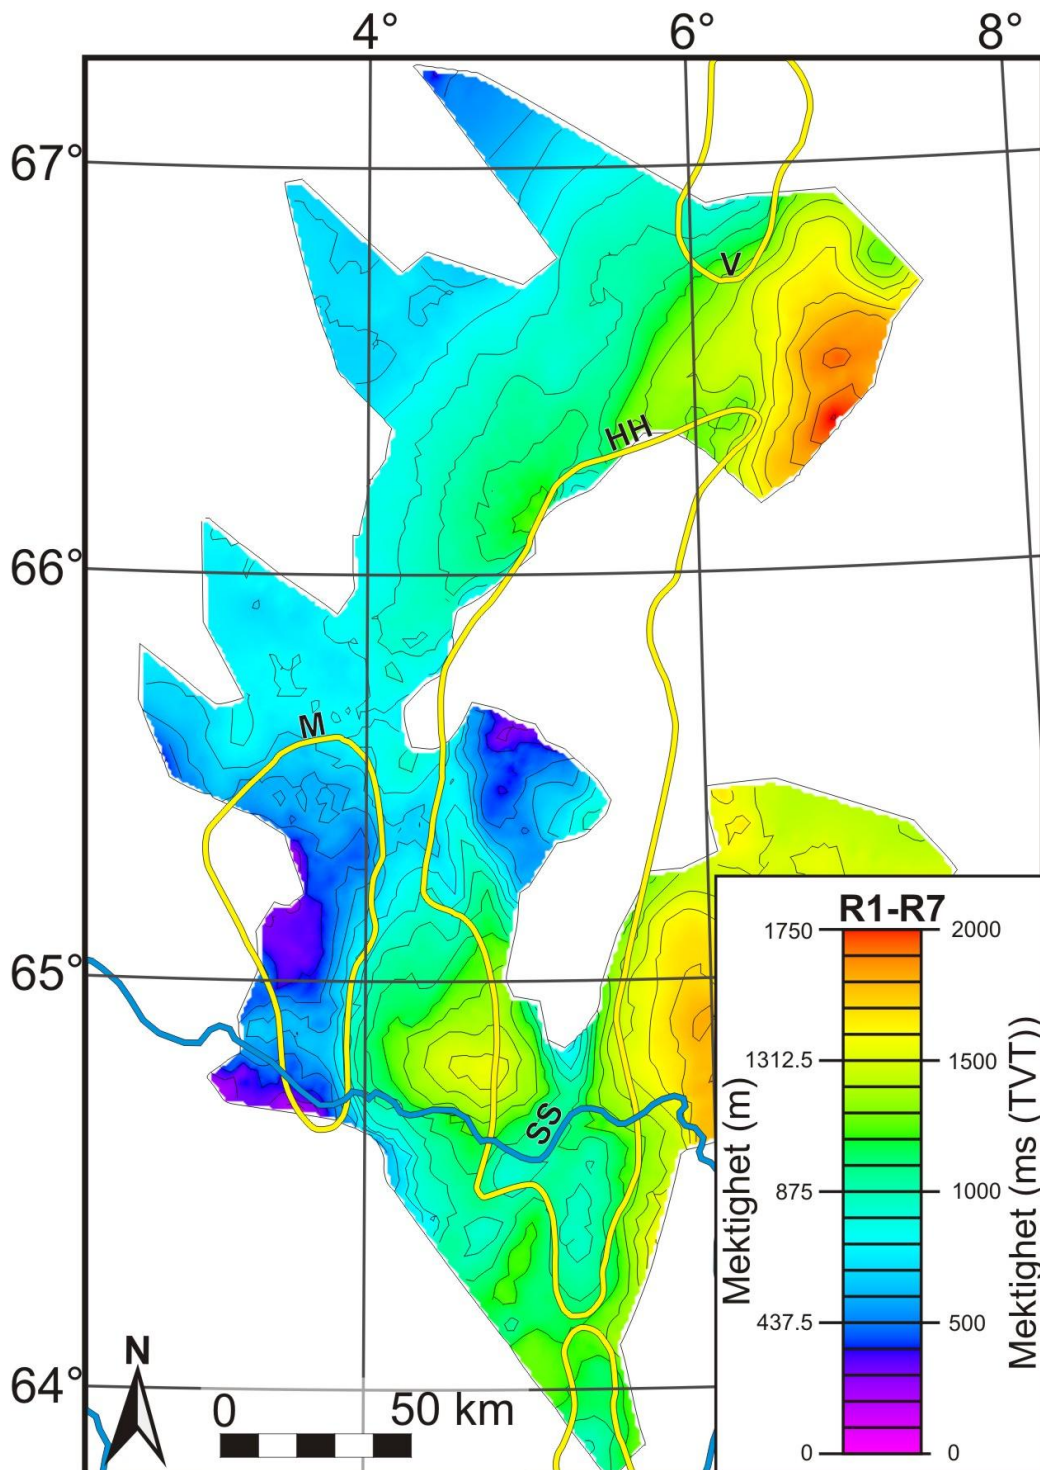 4° 6° 8°
67°
V
HH
66°
M
R1-R7
1750 2000
65°
1312.5 1500
SS
875 1000
437.5 500
0 0
Mektighet (m)
Mektighet (ms (TVT))
N
64°
0 50 km